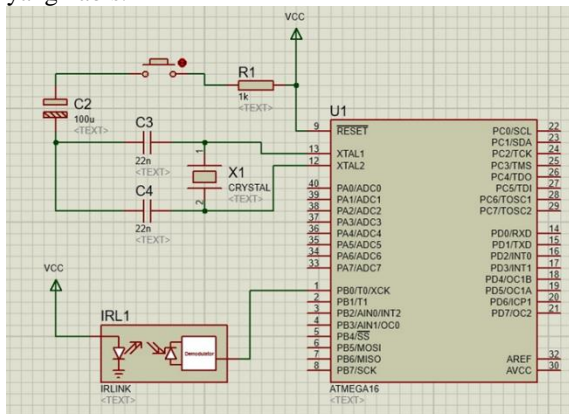 VCC
R1
1k
<TEXT>
C2
100u
<TEXT>
C3
22n
<TEXT>
X1
CRYSTAL
<TEXT>
1
2
C4
22n
<TEXT>
VCC
IRL1
Demodulator
IRLINK
<TEXT>
U1
9 RESET PC0/SCL 22
PC1/SDA 23
13 XTAL1 PC2/TCK 24
12 XTAL2 PC3/TMS 25
PC4/TDO 26
40 PA0/ADC0 PC5/TDI 27
39 PA1/ADC1 PC6/TOSC1 28
38 PA2/ADC2 PC7/TOSC2 29
37 PA3/ADC3
36 PA4/ADC4 PD0/RXD 14
35 PA5/ADC5 PD1/TXD 15
34 PA6/ADC6 PD2/INT0 16
33 PA7/ADC7 PD3/INT1 17
PD4/OC1B 18
1 PB0/T0/XCK PD5/OC1A 19
2 PB1/T1 PD6/ICP1 20
3 PB2/AIN0/INT2 PD7/OC2 21
4 PB3/AIN1/OC0
5 PB4/SS
6 PB5/MOSI
7 PB6/MISO AREF 32
8 PB7/SCK AVCC 30
ATMEGA16
<TEXT>